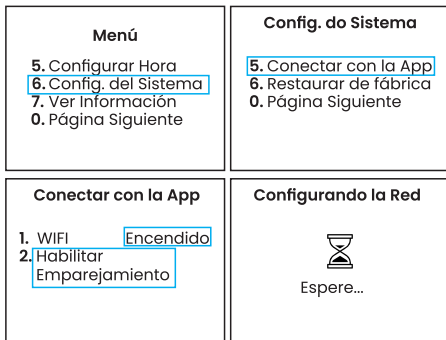 Menú
5. Configurar Hora
6. Config. del Sistema
7. Ver Información
0. Página Siguiente
Config. do Sistema
5. Conectar con la App
6. Restaurar de fábrica
0. Página Siguiente
Conectar con la App
1. WIFI Encendido
2. Habilitar
Emparejamiento
Configurando la Red
Espere...